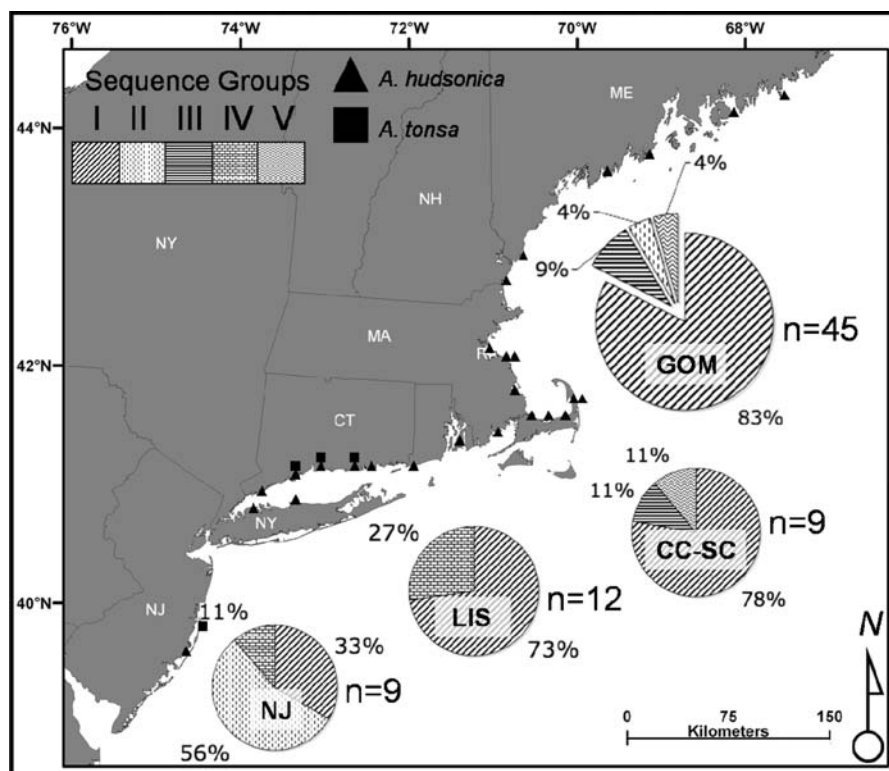 76°W 74°W 72°W 70°W 68°W
Sequence Groups
I II III IV V
A. hudsonica
A. tonsa
ME
44°N
4%
4%
NH
NY
9%
n=45
MA
42°N
GOM
83%
CT
11%
11%
n=9
NY
27%
CC-SC
78%
40°N
LIS
n=12
NJ
11%
73%
33%
N
NJ
n=9
0 75 150
Kilometers
56%